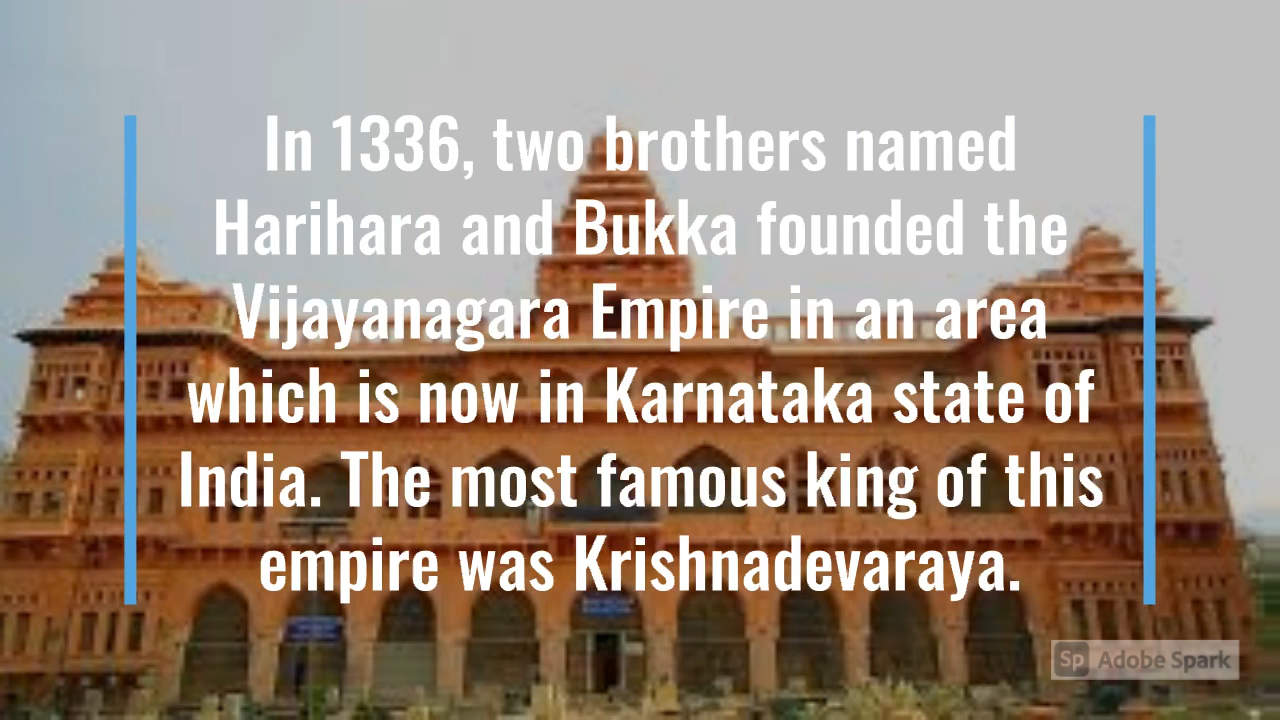 In 1336, two brothers named
Harihara and Bukka founded the
Vijayanagara Empire in an area
which is now in Karnataka state of
India. The most famous king of this
empire was Krishnadevaraya.
Sp Adobe Spark